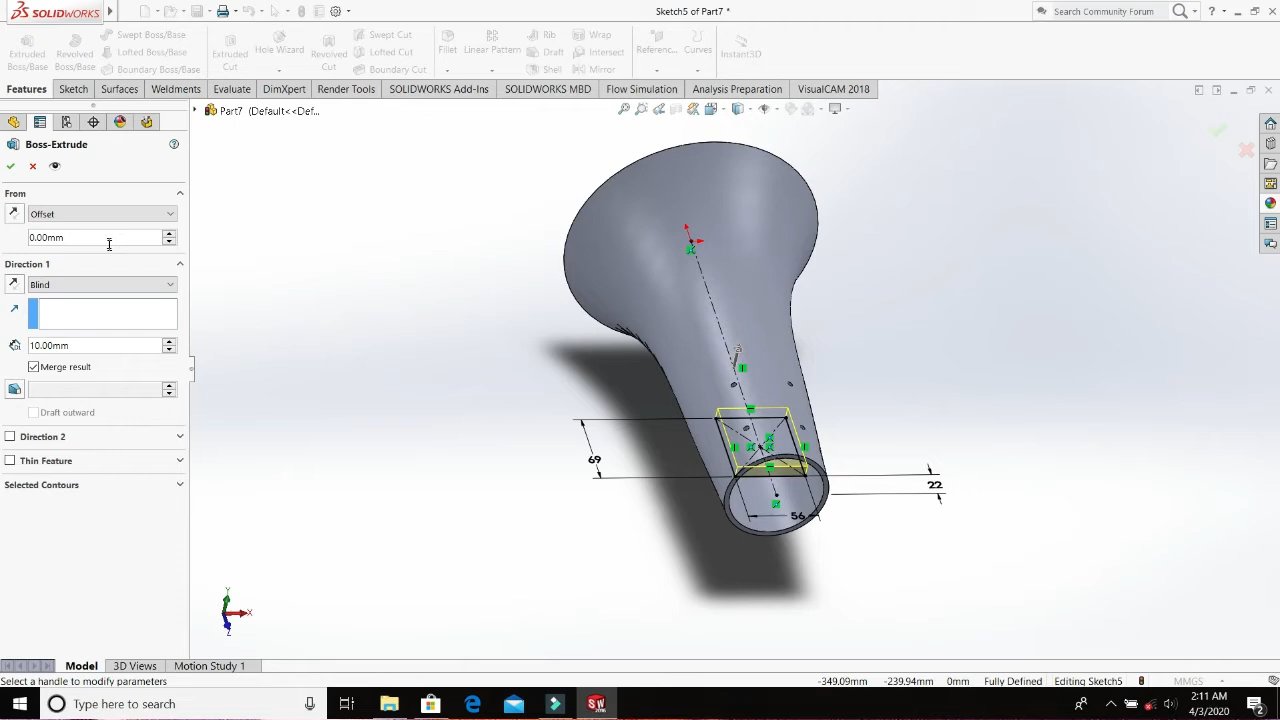 SOLIDWORKS
Sketch5 of Part7 *
Search Community Forum
Extruded Boss/Base
Revolved Boss/Base
Swept Boss/Base
Lofted Boss/Base
Boundary Boss/Base
Extruded Cut
Hole Wizard
Revolved Cut
Swept Cut
Lofted Cut
Boundary Cut
Fillet
Linear Pattern
Rib
Draft
Shell
Wrap
Intersect
Mirror
Referenc...
Curves
Instant3D
Features
Sketch
Surfaces
Weldments
Evaluate
DimXpert
Render Tools
SOLIDWORKS Add-Ins
SOLIDWORKS MBD
Flow Simulation
Analysis Preparation
VisualCAM 2018
Part7 (Default<<Def...
Boss-Extrude
From
Offset
0.00mm
Direction 1
Blind
10.00mm
Merge result
Draft outward
Direction 2
Thin Feature
Selected Contours
69
22
56
Y
X
Z
Model
3D Views
Motion Study 1
Select a handle to modify parameters
-349.09mm
-239.94mm
0mm
Fully Defined
Editing Sketch5
MMGS
Type here to search
SW
2:11 AM
4/3/2020
2